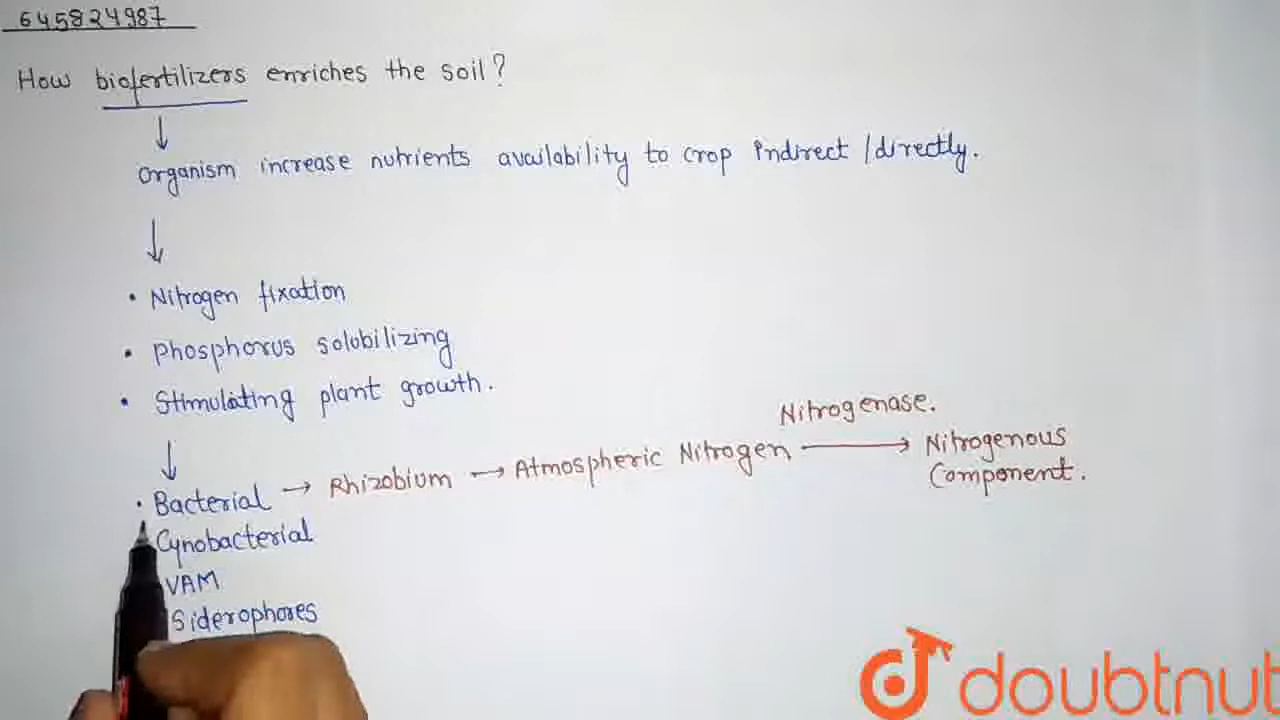 645824987
How biofertilizers enriches the soil?
↓
Organism increase nutrients availability to crop Indirect /directly.
↓
• Nitrogen fixation
• Phosphorus solubilizing
• Stimulating plant growth.
↓
Nitrogenase.
• Bacterial → Rhizobium → Atmospheric Nitrogen → Nitrogenous
Component.
Cynobacterial
VAM
Siderophores
doubtnut